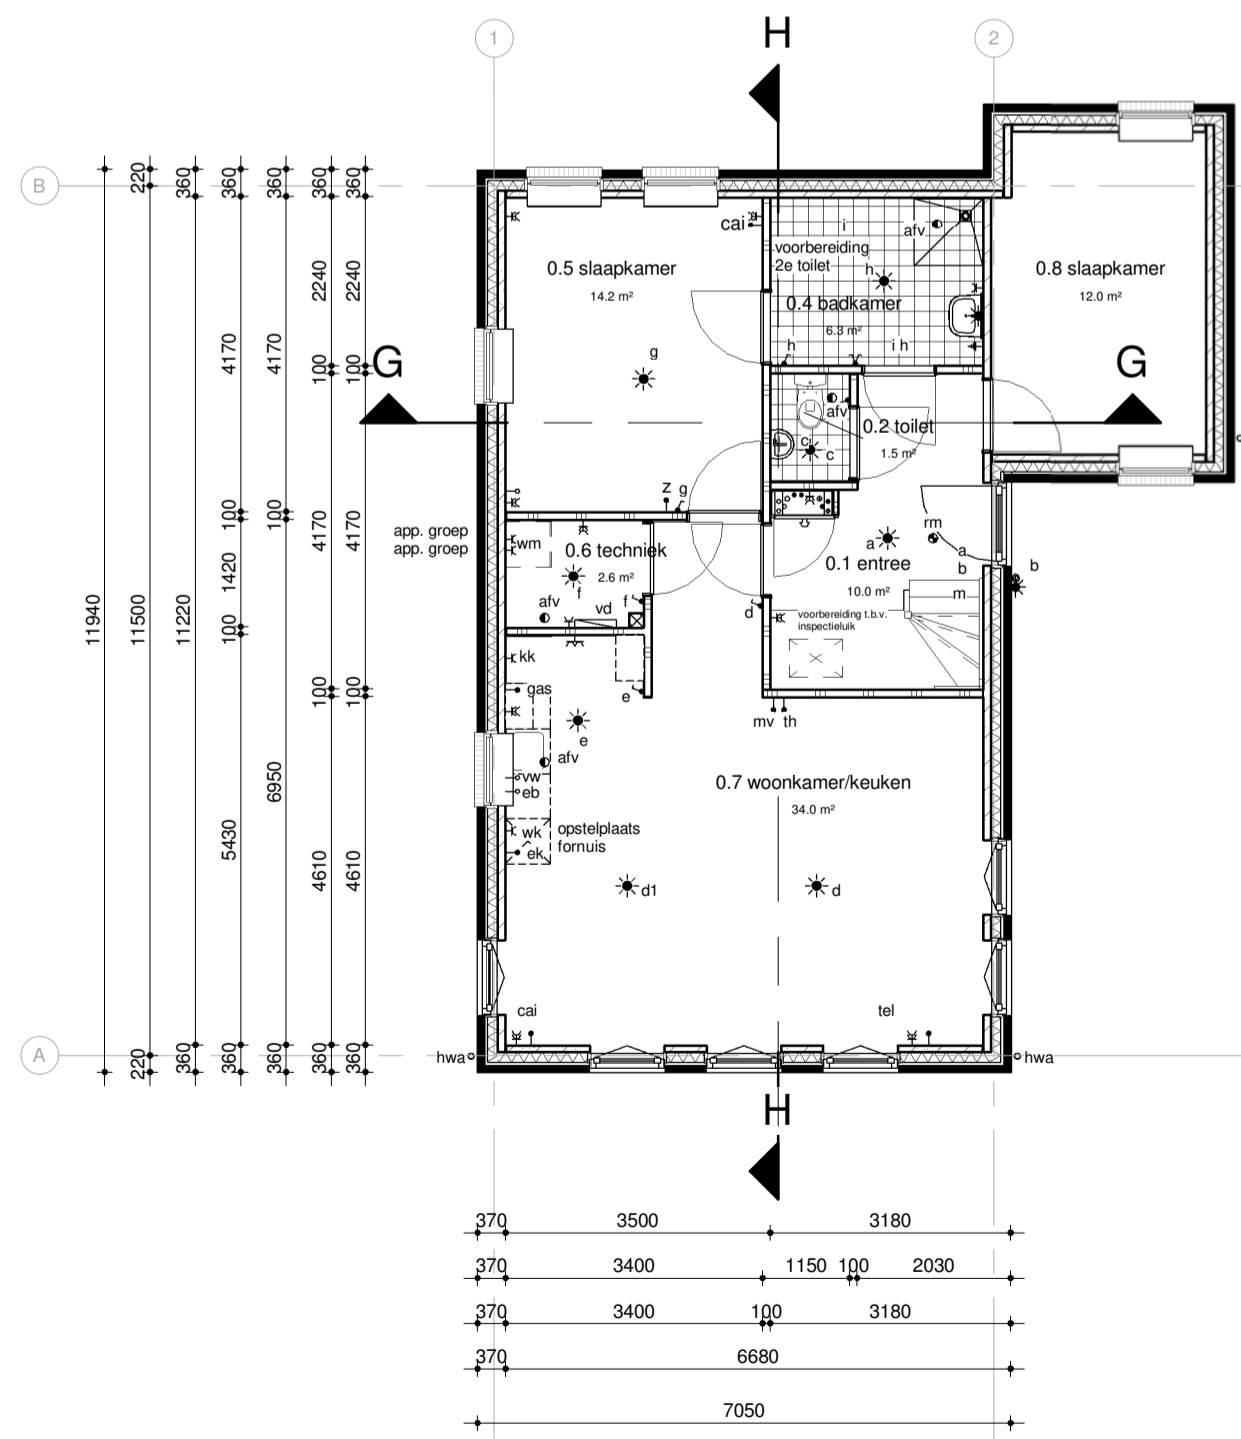 1
H
2
B
220
360
360
360
360
360
cai
i
afv
voorbereiding
2e toilet
h
0.5 slaapkamer
14.2 m²
0.4 badkamer
6.3 m²
0.8 slaapkamer
12.0 m²
2240
2240
4170
4170
h
i h
g
G
G
100
100
afv
0.2 toilet
1.5 m²
c
c
z
g
100
100
4170
4170
app. groep
app. groep
wm
0.6 techniek
2.6 m²
f
f
afv
vd
a
rm
a
b
b
0.1 entree
10.0 m²
m
d
voorbereiding t.b.v.
inspectieluik
11940
11500
11220
1420
100
kk
gas
e
e
afv
mv
th
100
100
vw
eb
0.7 woonkamer/keuken
34.0 m²
6950
5430
4610
4610
wk
ek
opstelplaats
fornuis
d1
d
cai
tel
A
220
360
360
360
360
360
hwa
hwa
H
370
3500
3180
370
3400
1150
100
2030
370
3400
100
3180
370
6680
7050